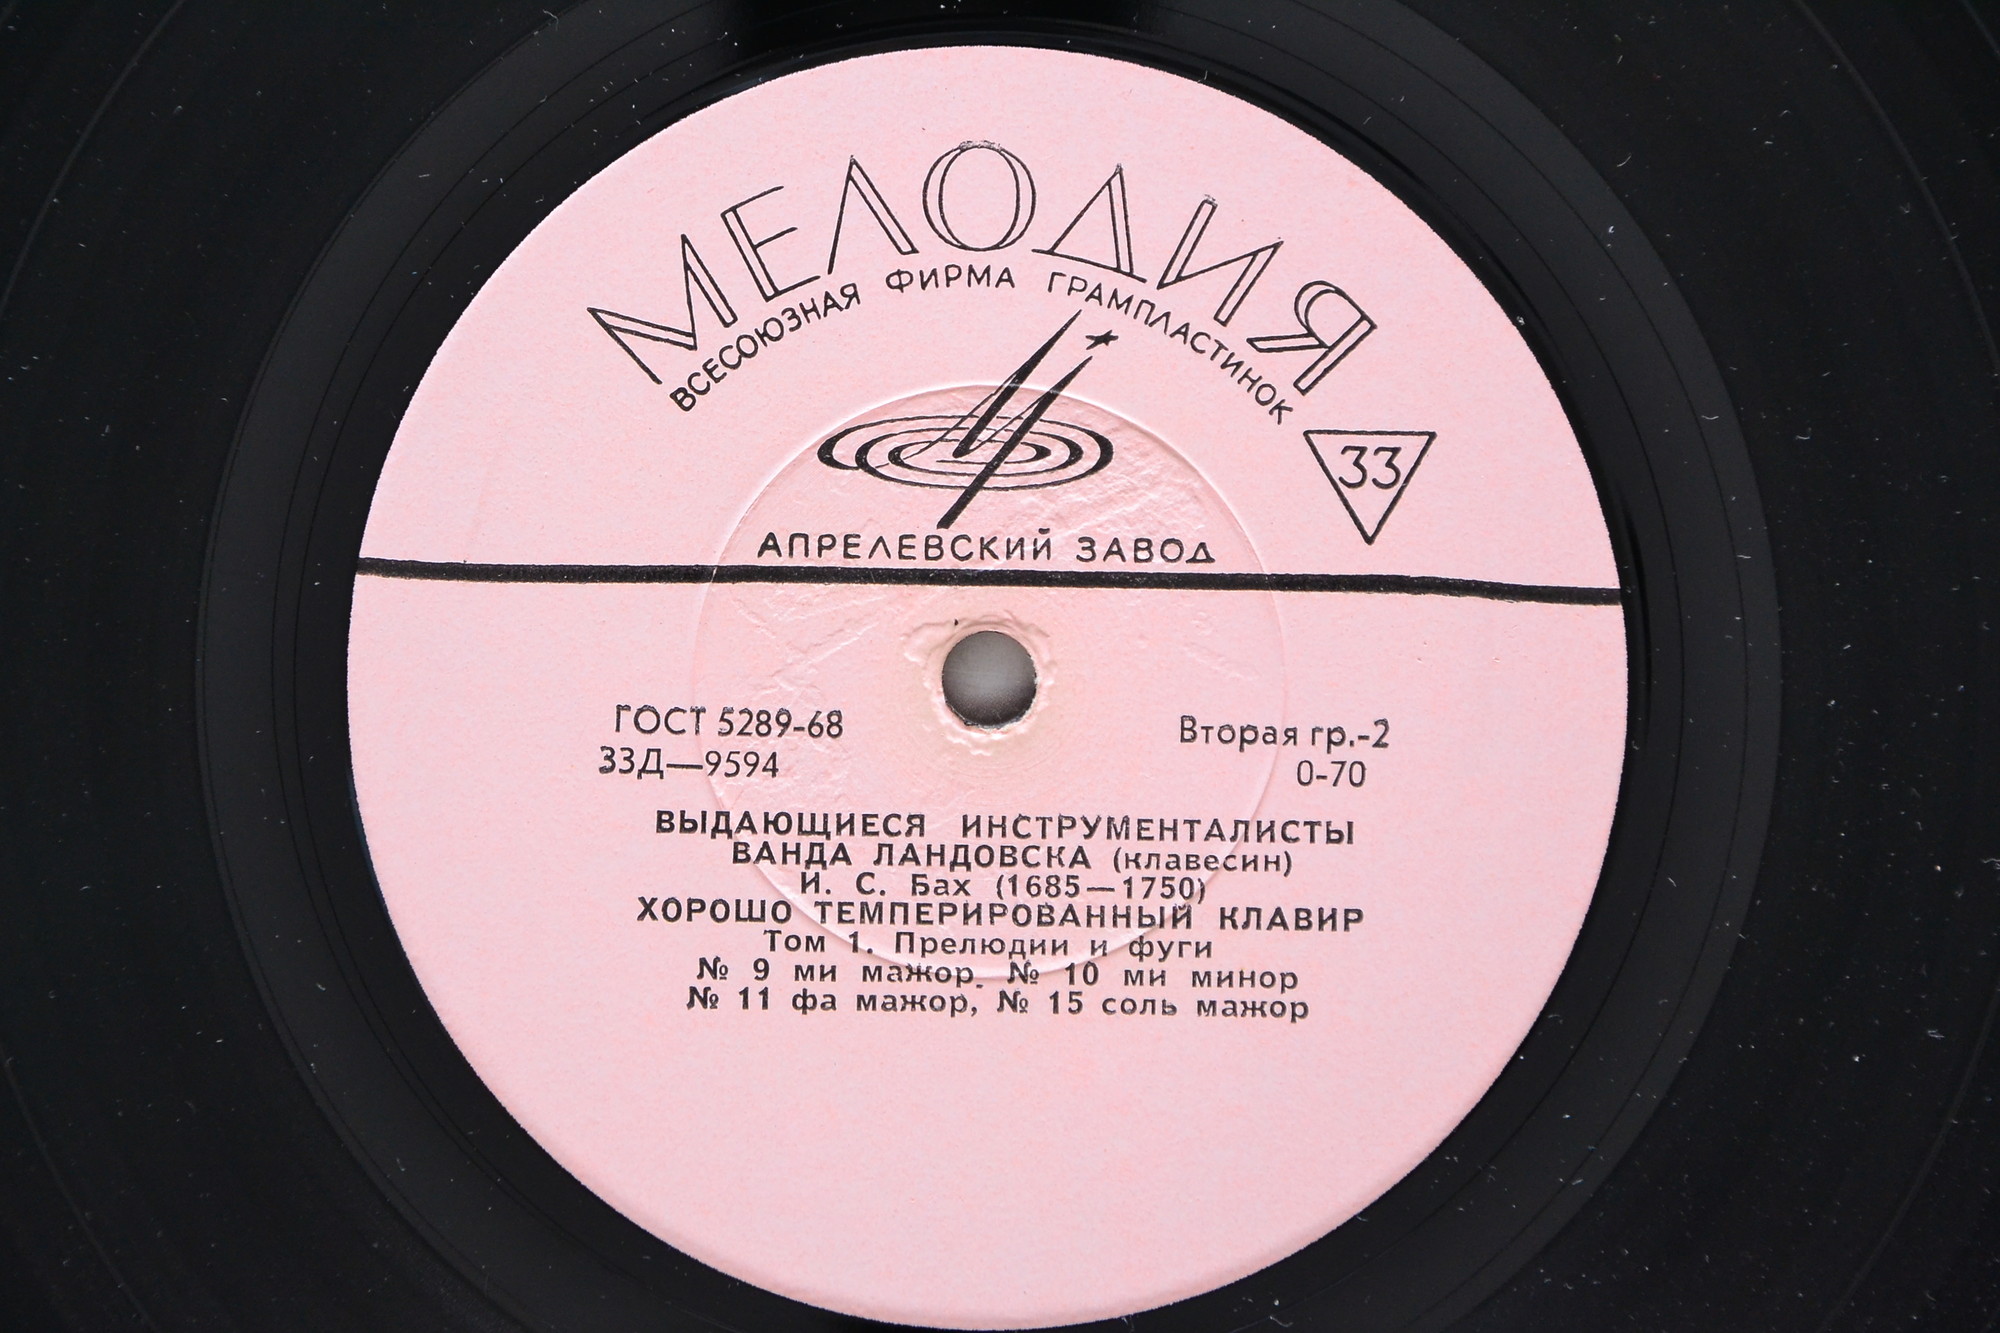 МЕЛОДИЯ
ВСЕСОЮЗНАЯ ФИРМА ГРАМПЛАСТИНОК
33
АПРЕЛЕВСКИЙ ЗАВОД
ГОСТ 5289-68
Вторая гр.-2
33Д—9594
0-70
ВЫДАЮЩИЕСЯ ИНСТРУМЕНТАЛИСТЫ
ВАНДА ЛАНДОВСКА (клавесин)
И. С. Бах (1685—1750)
ХОРОШО ТЕМПЕРИРОВАННЫЙ КЛАВИР
Том 1. Прелюдии и фуги
№ 9 ми мажор, № 10 ми минор
№ 11 фа мажор, № 15 соль мажор